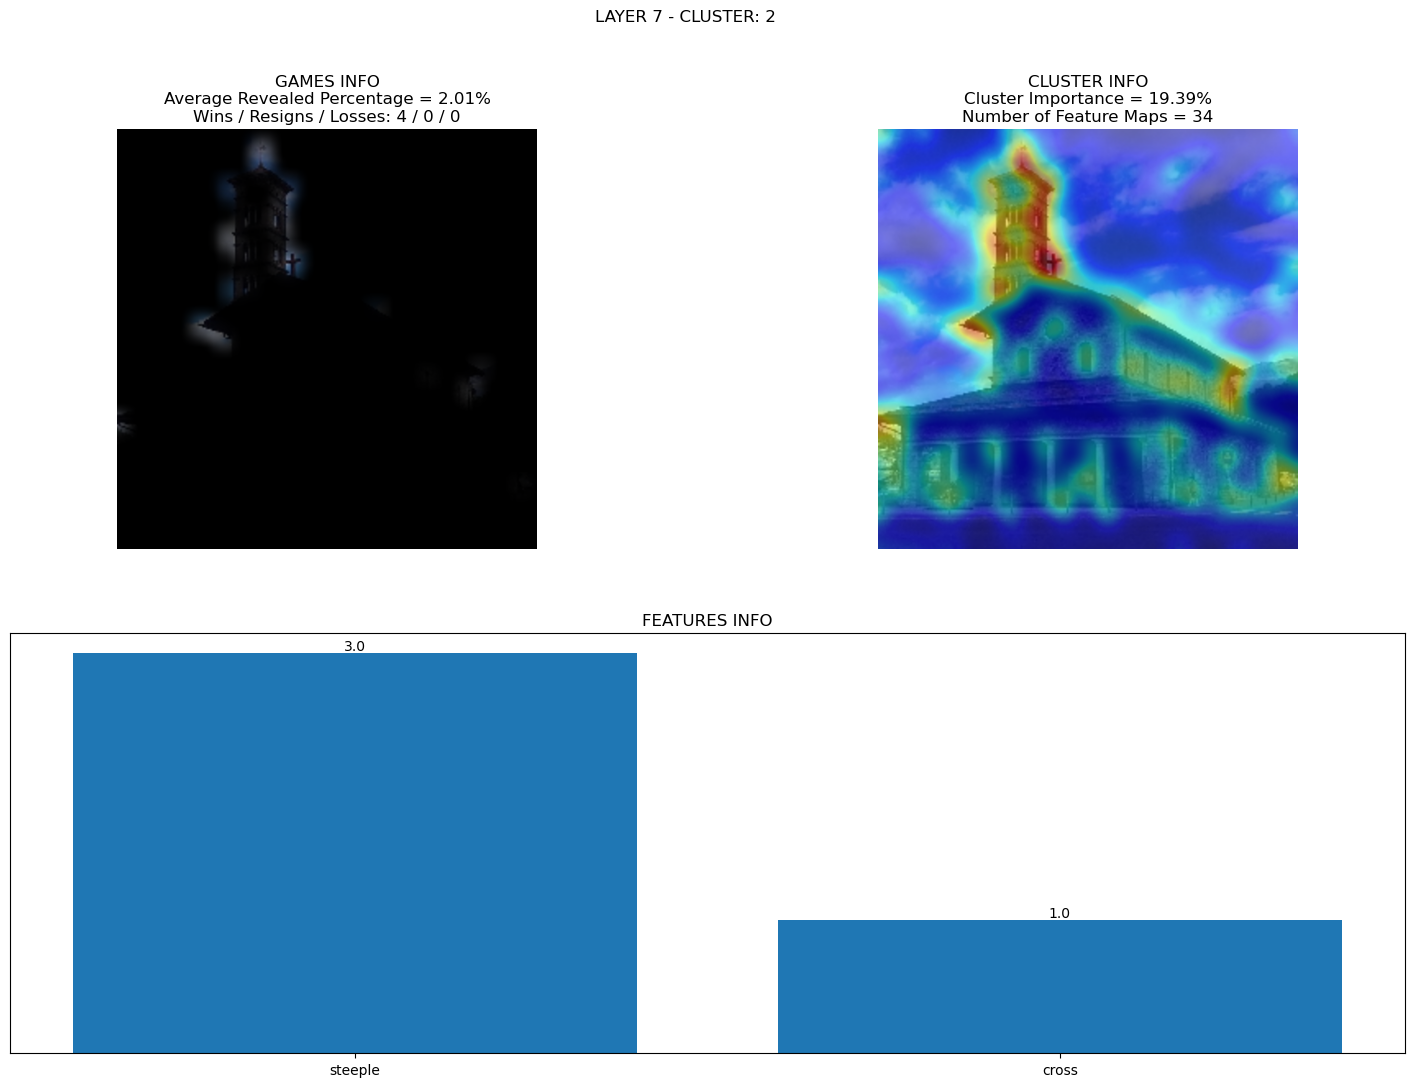 LAYER 7 - CLUSTER: 2
GAMES INFO
Average Revealed Percentage = 2.01%
Wins / Resigns / Losses: 4 / 0 / 0
CLUSTER INFO
Cluster Importance = 19.39%
Number of Feature Maps = 34
FEATURES INFO
3.0
1.0
steeple
cross